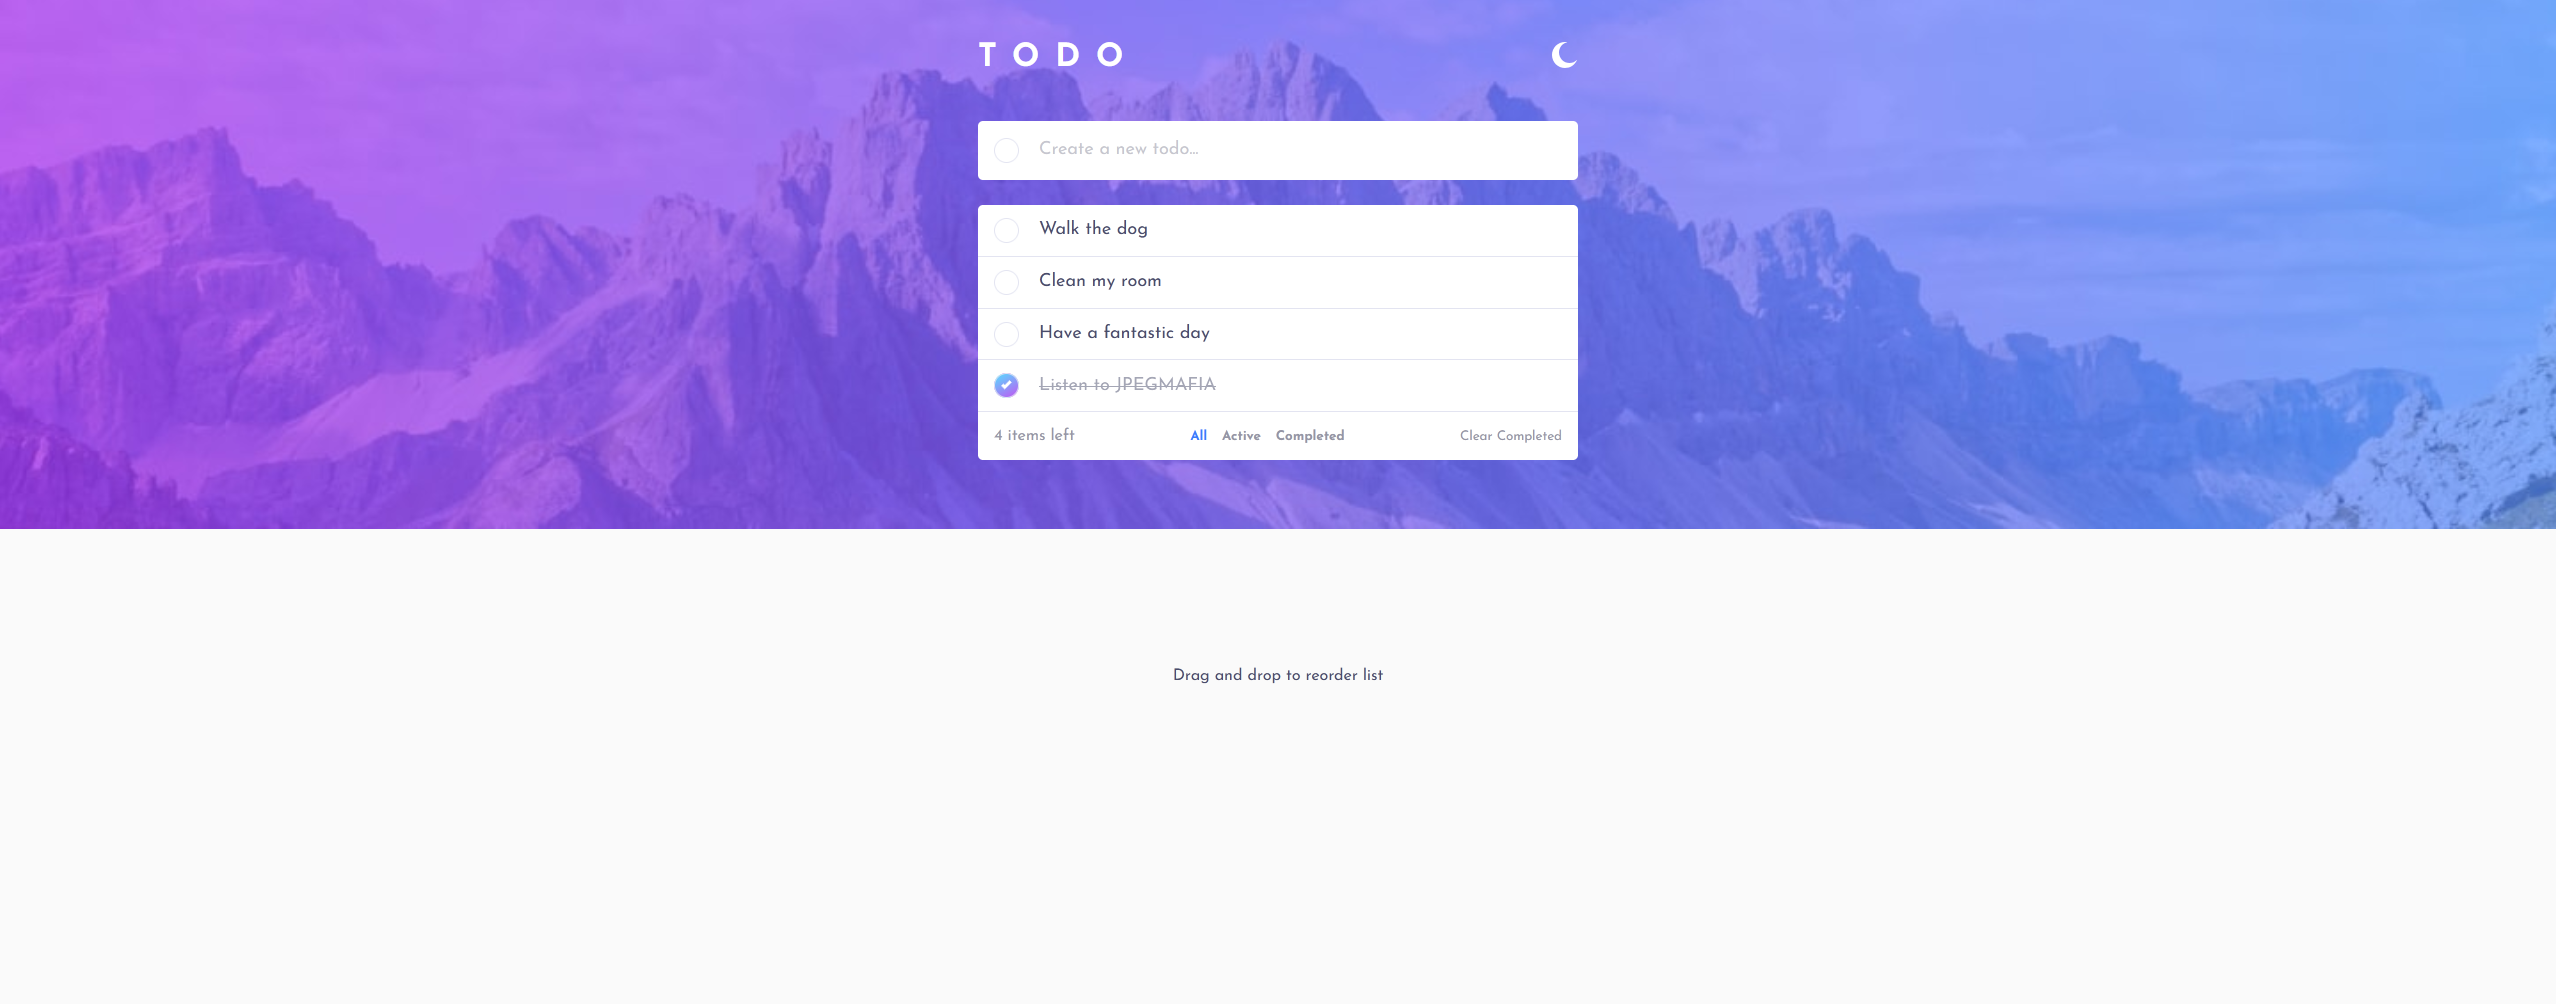 TODO
Create a new todo...
Walk the dog
Clean my room
Have a fantastic day
Listen to JPEGMAFIA
4 items left All Active Completed Clear Completed
Drag and drop to reorder list